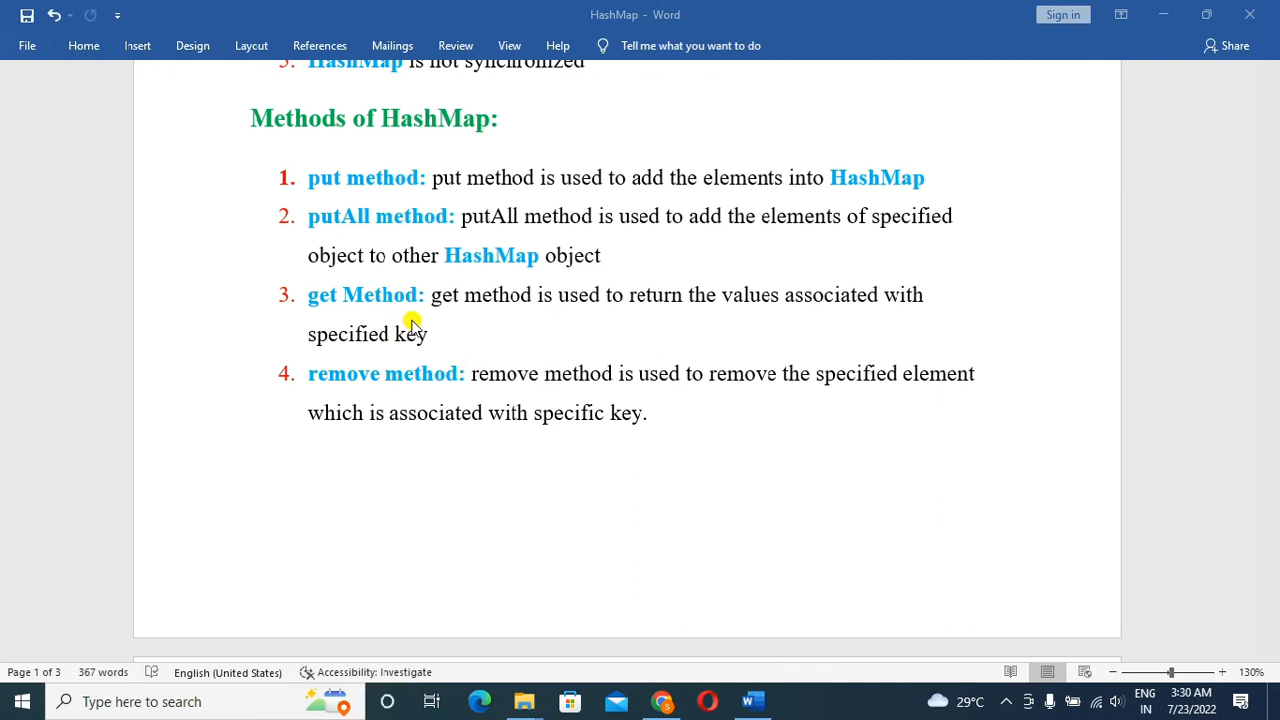 HashMap - Word
Sign in
File Home Insert Design Layout References Mailings Review View Help Tell me what you want to do Share
5. HashMap is not synchronized
Methods of HashMap:
1. put method: put method is used to add the elements into HashMap
2. putAll method: putAll method is used to add the elements of specified
object to other HashMap object
3. get Method: get method is used to return the values associated with
specified key
4. remove method: remove method is used to remove the specified element
which is associated with specific key.
Page 1 of 3 367 words English (United States) Accessibility: Investigate 130%
Type here to search 29°C ENG 3:30 AM
IN 7/23/2022